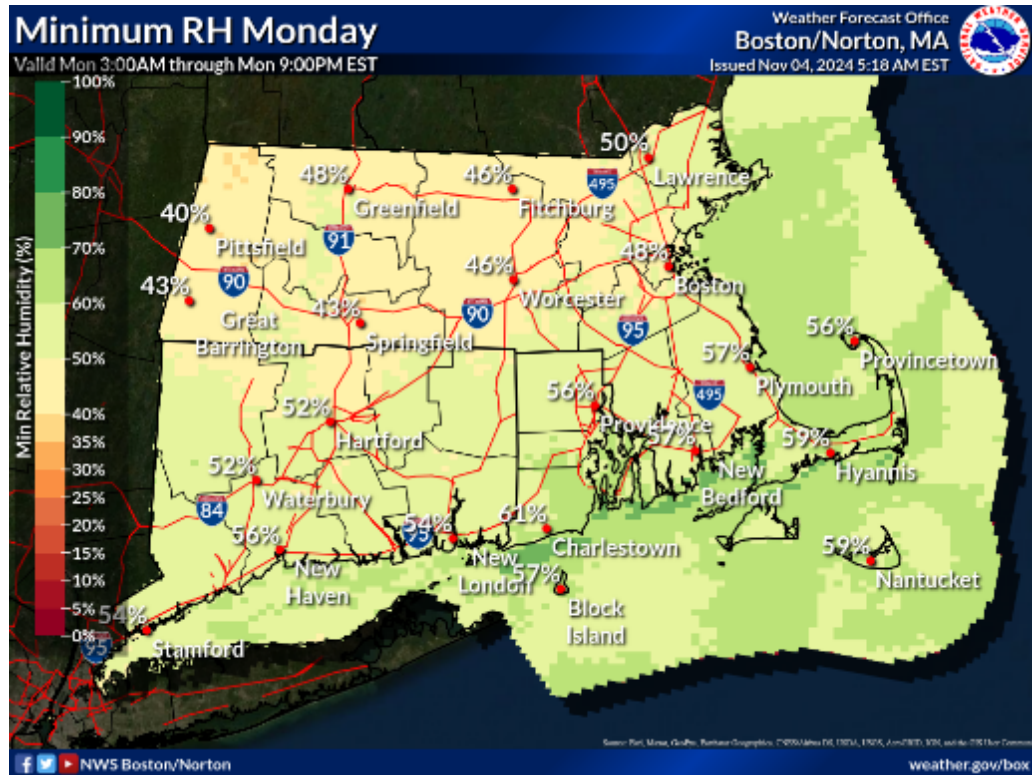 Minimum RH Monday
Valid Mon 3:00AM through Mon 9:00PM EST
Weather Forecast Office
Boston/Norton, MA
Issued Nov 04, 2024 5:18 AM EST
Min Relative Humidity (%)
100%
90%
80%
70%
60%
50%
40%
35%
30%
25%
20%
15%
10%
5%
0%
50%
Lawrence
495
48%
Greenfield
46%
Fitchburg
40%
Pittsfield
91
90
43%
Great
Barrington
43%
Springfield
46%
Worcester
90
48%
Boston
95
56%
Provincetown
57%
Plymouth
495
52%
Hartford
56%
Providence
57%
New
Bedford
59%
Hyannis
52%
Waterbury
84
56%
New
Haven
95
54%
New
London
61%
Charlestown
57%
Block
Island
59%
Nantucket
54%
Stamford
95
NWS Boston/Norton
weather.gov/box